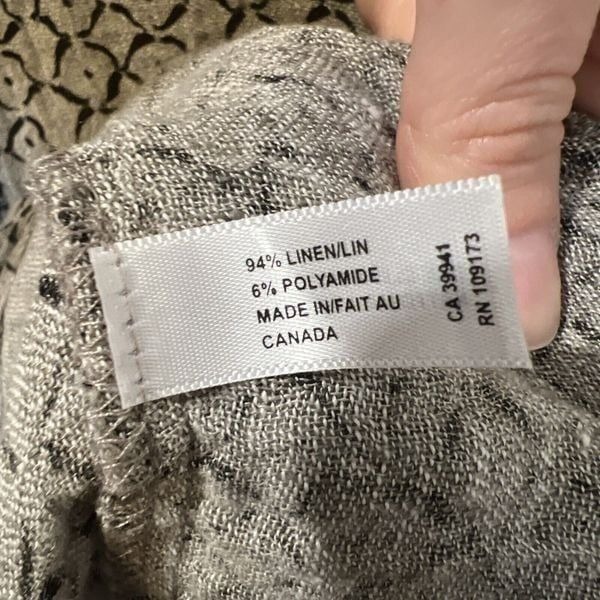 94% LINEN/LIN
6% POLYAMIDE
MADE IN/FAIT AU
CANADA
CA 39941
RN 109173